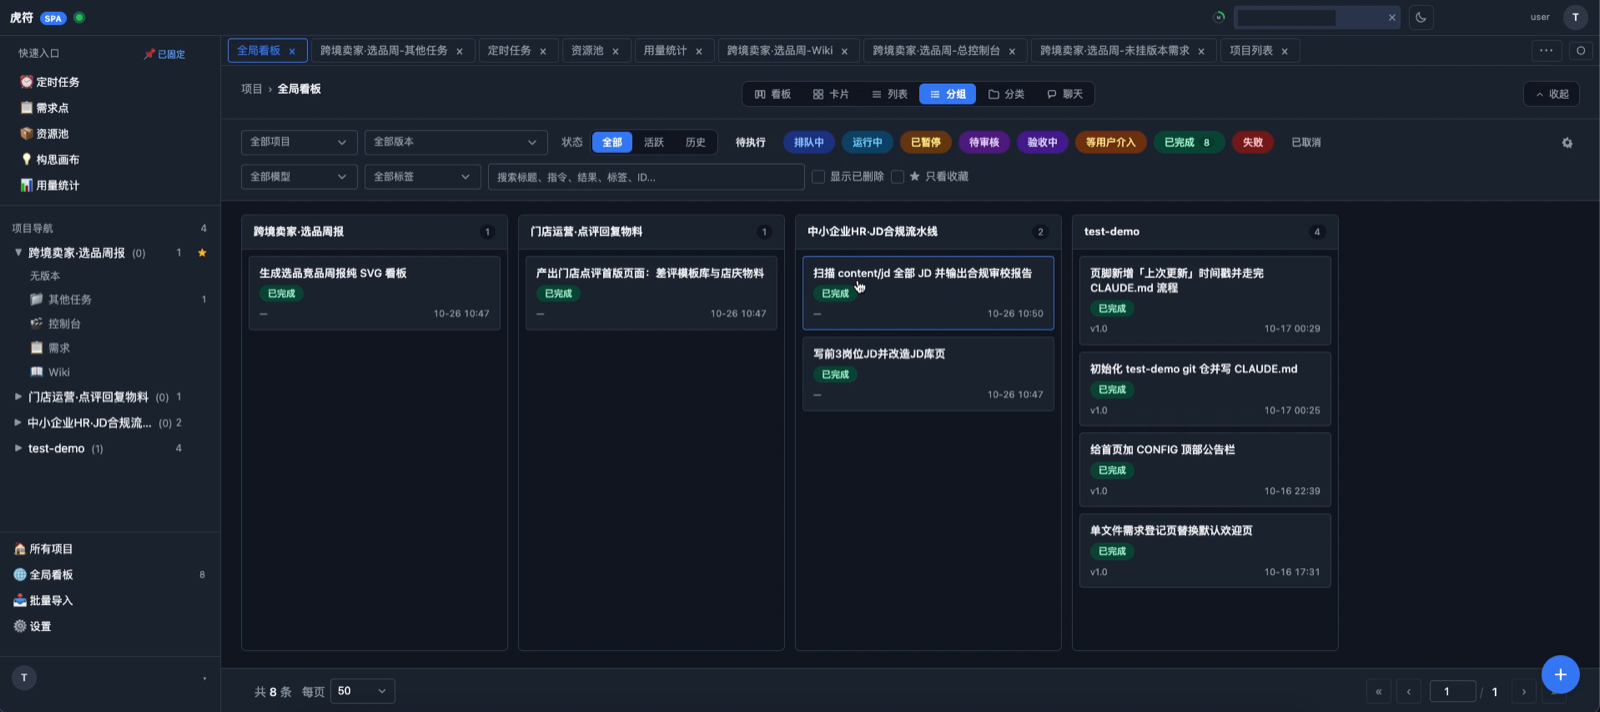 虎符 SPA
user T
快速入口 已固定
定时任务
需求点
资源池
构思画布
用量统计
项目导航 4
跨境卖家·选品周报 (0) 1
无版本
其他任务 1
控制台
需求
Wiki
门店运营·点评回复物料 (0) 1
中小企业HR·JD合规流... (0) 2
test-demo (1) 4
所有项目
全局看板 8
批量导入
设置
T
全局看板 × 跨境卖家·选品周-其他任务 × 定时任务 × 资源池 × 用量统计 × 跨境卖家·选品周-Wiki × 跨境卖家·选品周-总控制台 × 跨境卖家·选品周-未挂版本需求 × 项目列表 × ···
项目 › 全局看板
看板 卡片 列表 分组 分类 聊天
收起
全部项目 全部版本 状态 全部 活跃 历史 待执行 排队中 运行中 已暂停 待审核 验收中 等用户介入 已完成 8 失败 已取消
全部模型 全部标签 搜索标题、指令、结果、标签、ID... 显示已删除 ★ 只看收藏
跨境卖家·选品周报 1
生成选品竞品周报纯 SVG 看板
已完成
— 10-26 10:47
门店运营·点评回复物料 1
产出门店点评首版页面：差评模板库与店庆物料
已完成
— 10-26 10:47
中小企业HR·JD合规流水线 2
扫描 content/jd 全部 JD 并输出合规审校报告
已完成
— 10-26 10:50
写前3岗位JD并改造JD库页
已完成
— 10-26 10:47
test-demo 4
页脚新增「上次更新」时间戳并走完
CLAUDE.md 流程
已完成
v1.0 10-17 00:29
初始化 test-demo git 仓并写 CLAUDE.md
已完成
v1.0 10-17 00:25
给首页加 CONFIG 顶部公告栏
已完成
v1.0 10-16 22:39
单文件需求登记页替换默认欢迎页
已完成
v1.0 10-16 17:31
共 8 条 每页 50
« ‹ 1 / 1 ›
+